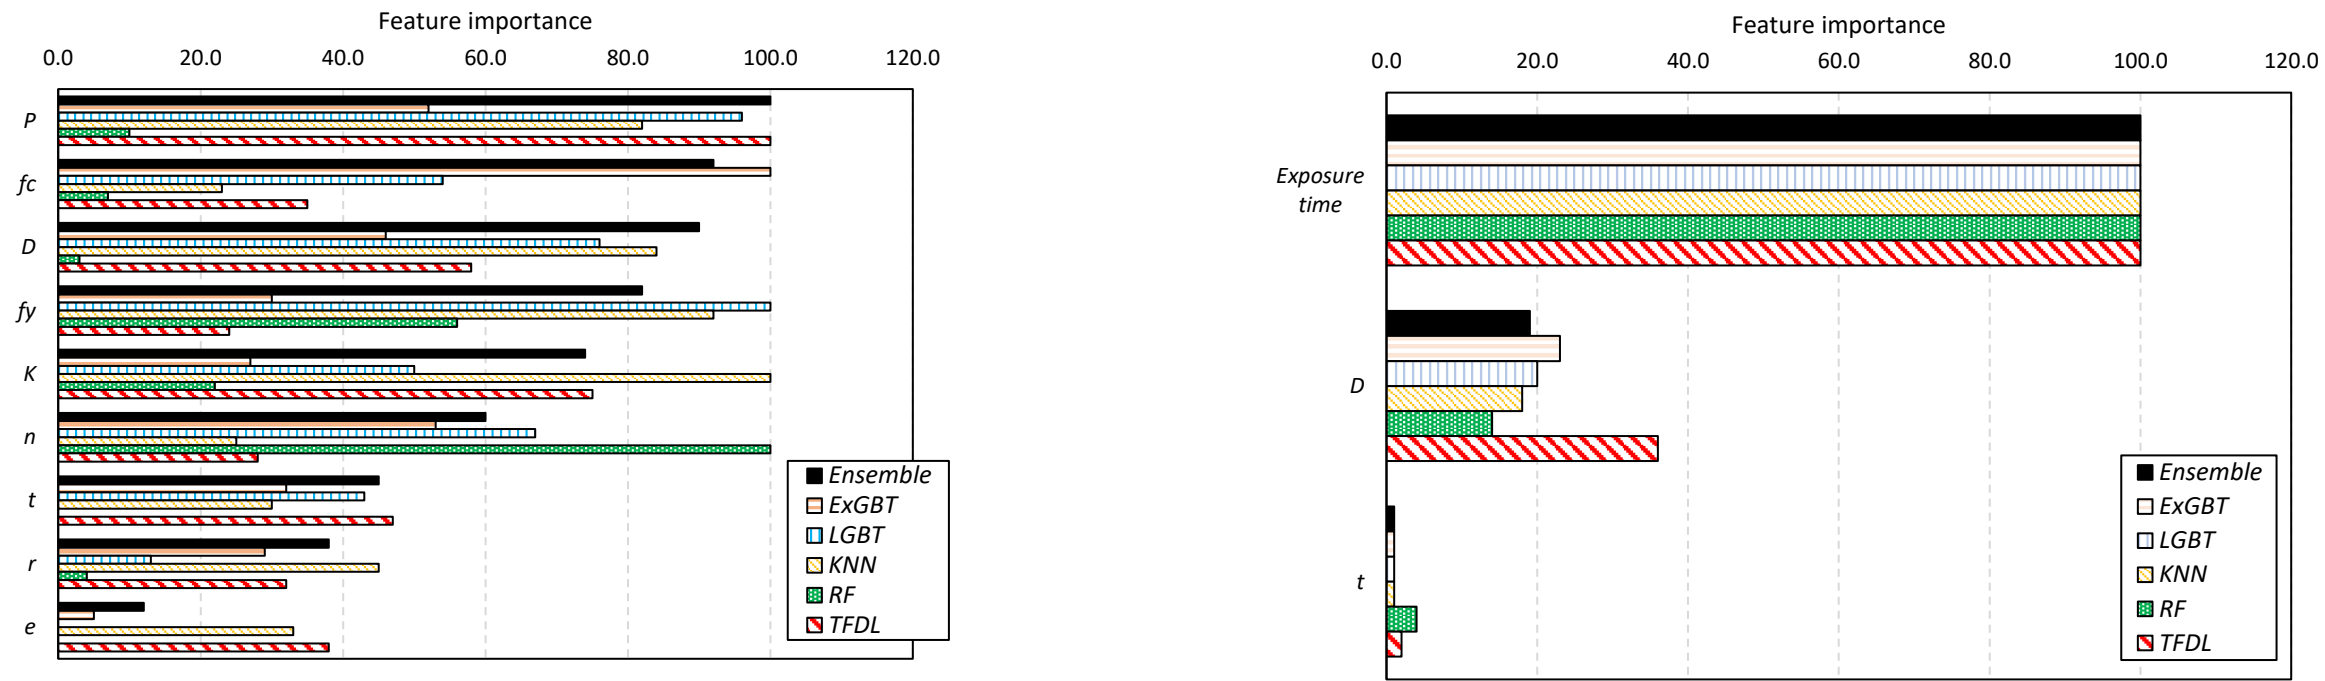 Feature importance
0.0 20.0 40.0 60.0 80.0 100.0 120.0
P
fc
D
fy
K
n
t
r
e
Ensemble
ExGBT
LGBT
KNN
RF
TFDL
Feature importance
0.0 20.0 40.0 60.0 80.0 100.0 120.0
Exposure
time
D
t
Ensemble
ExGBT
LGBT
KNN
RF
TFDL